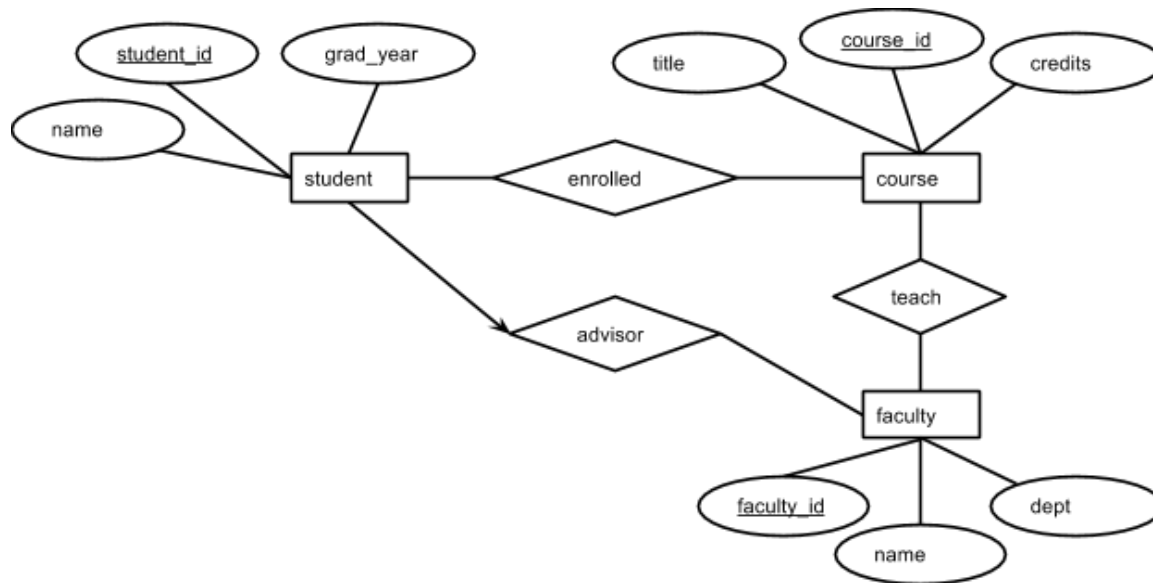 student_id
grad_year
course_id
title
credits
name
student
enrolled
course
teach
advisor
faculty
faculty_id
dept
name